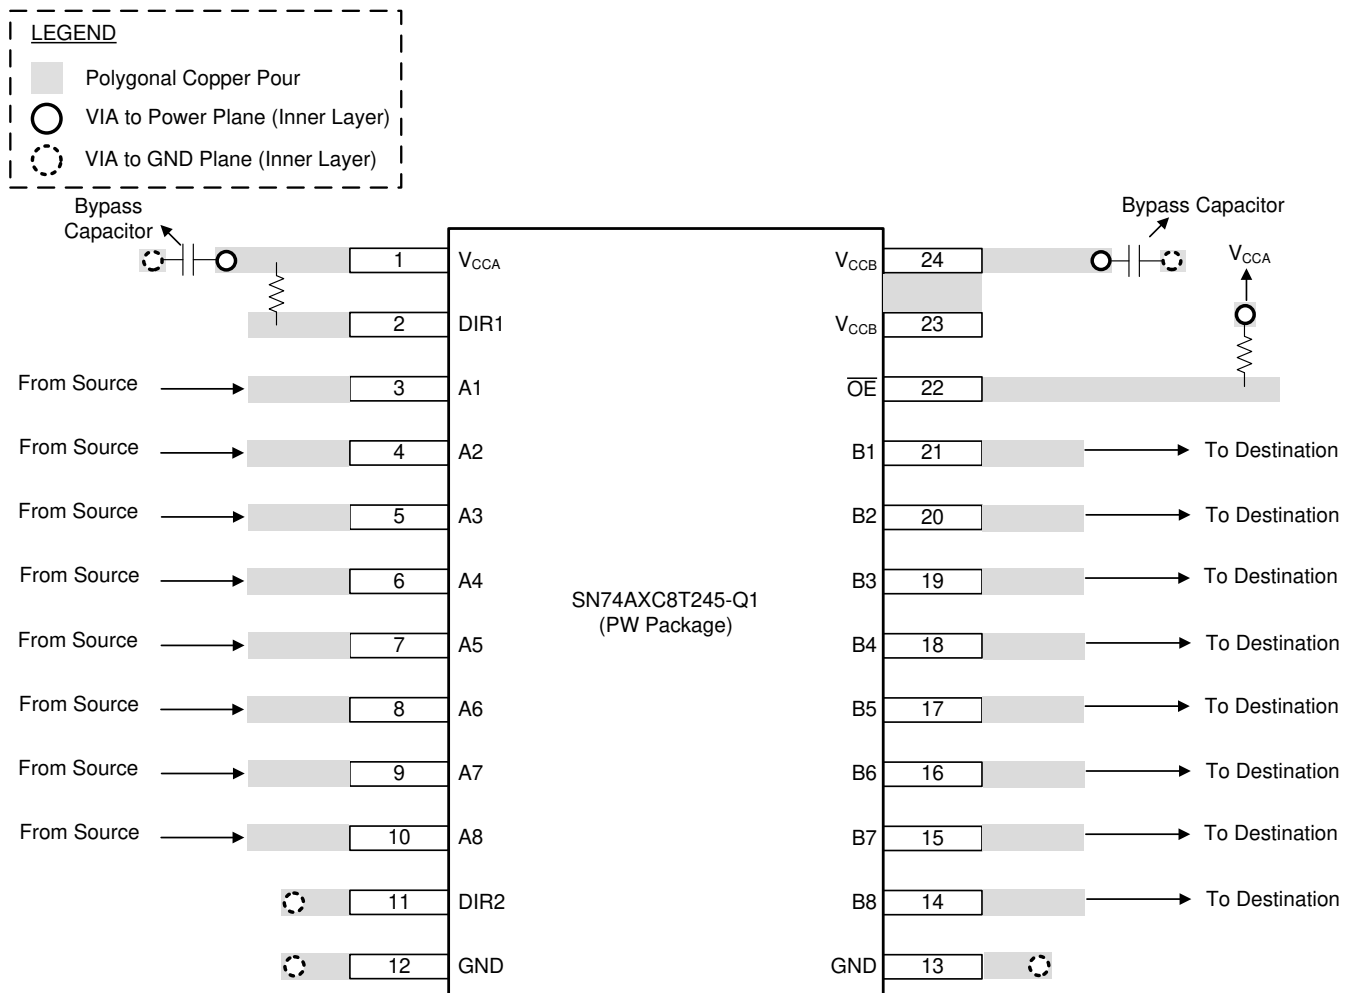 LEGEND
Polygonal Copper Pour
VIA to Power Plane (Inner Layer)
VIA to GND Plane (Inner Layer)
Bypass
Capacitor
Bypass Capacitor
VCCA
1 VCCA
VCCB 24
2 DIR1
VCCB 23
From Source 3 A1
OE 22
From Source 4 A2
B1 21 To Destination
From Source 5 A3
B2 20 To Destination
From Source 6 A4
B3 19 To Destination
SN74AXC8T245-Q1
(PW Package)
From Source 7 A5
B4 18 To Destination
From Source 8 A6
B5 17 To Destination
From Source 9 A7
B6 16 To Destination
From Source 10 A8
B7 15 To Destination
11 DIR2
B8 14 To Destination
12 GND
GND 13